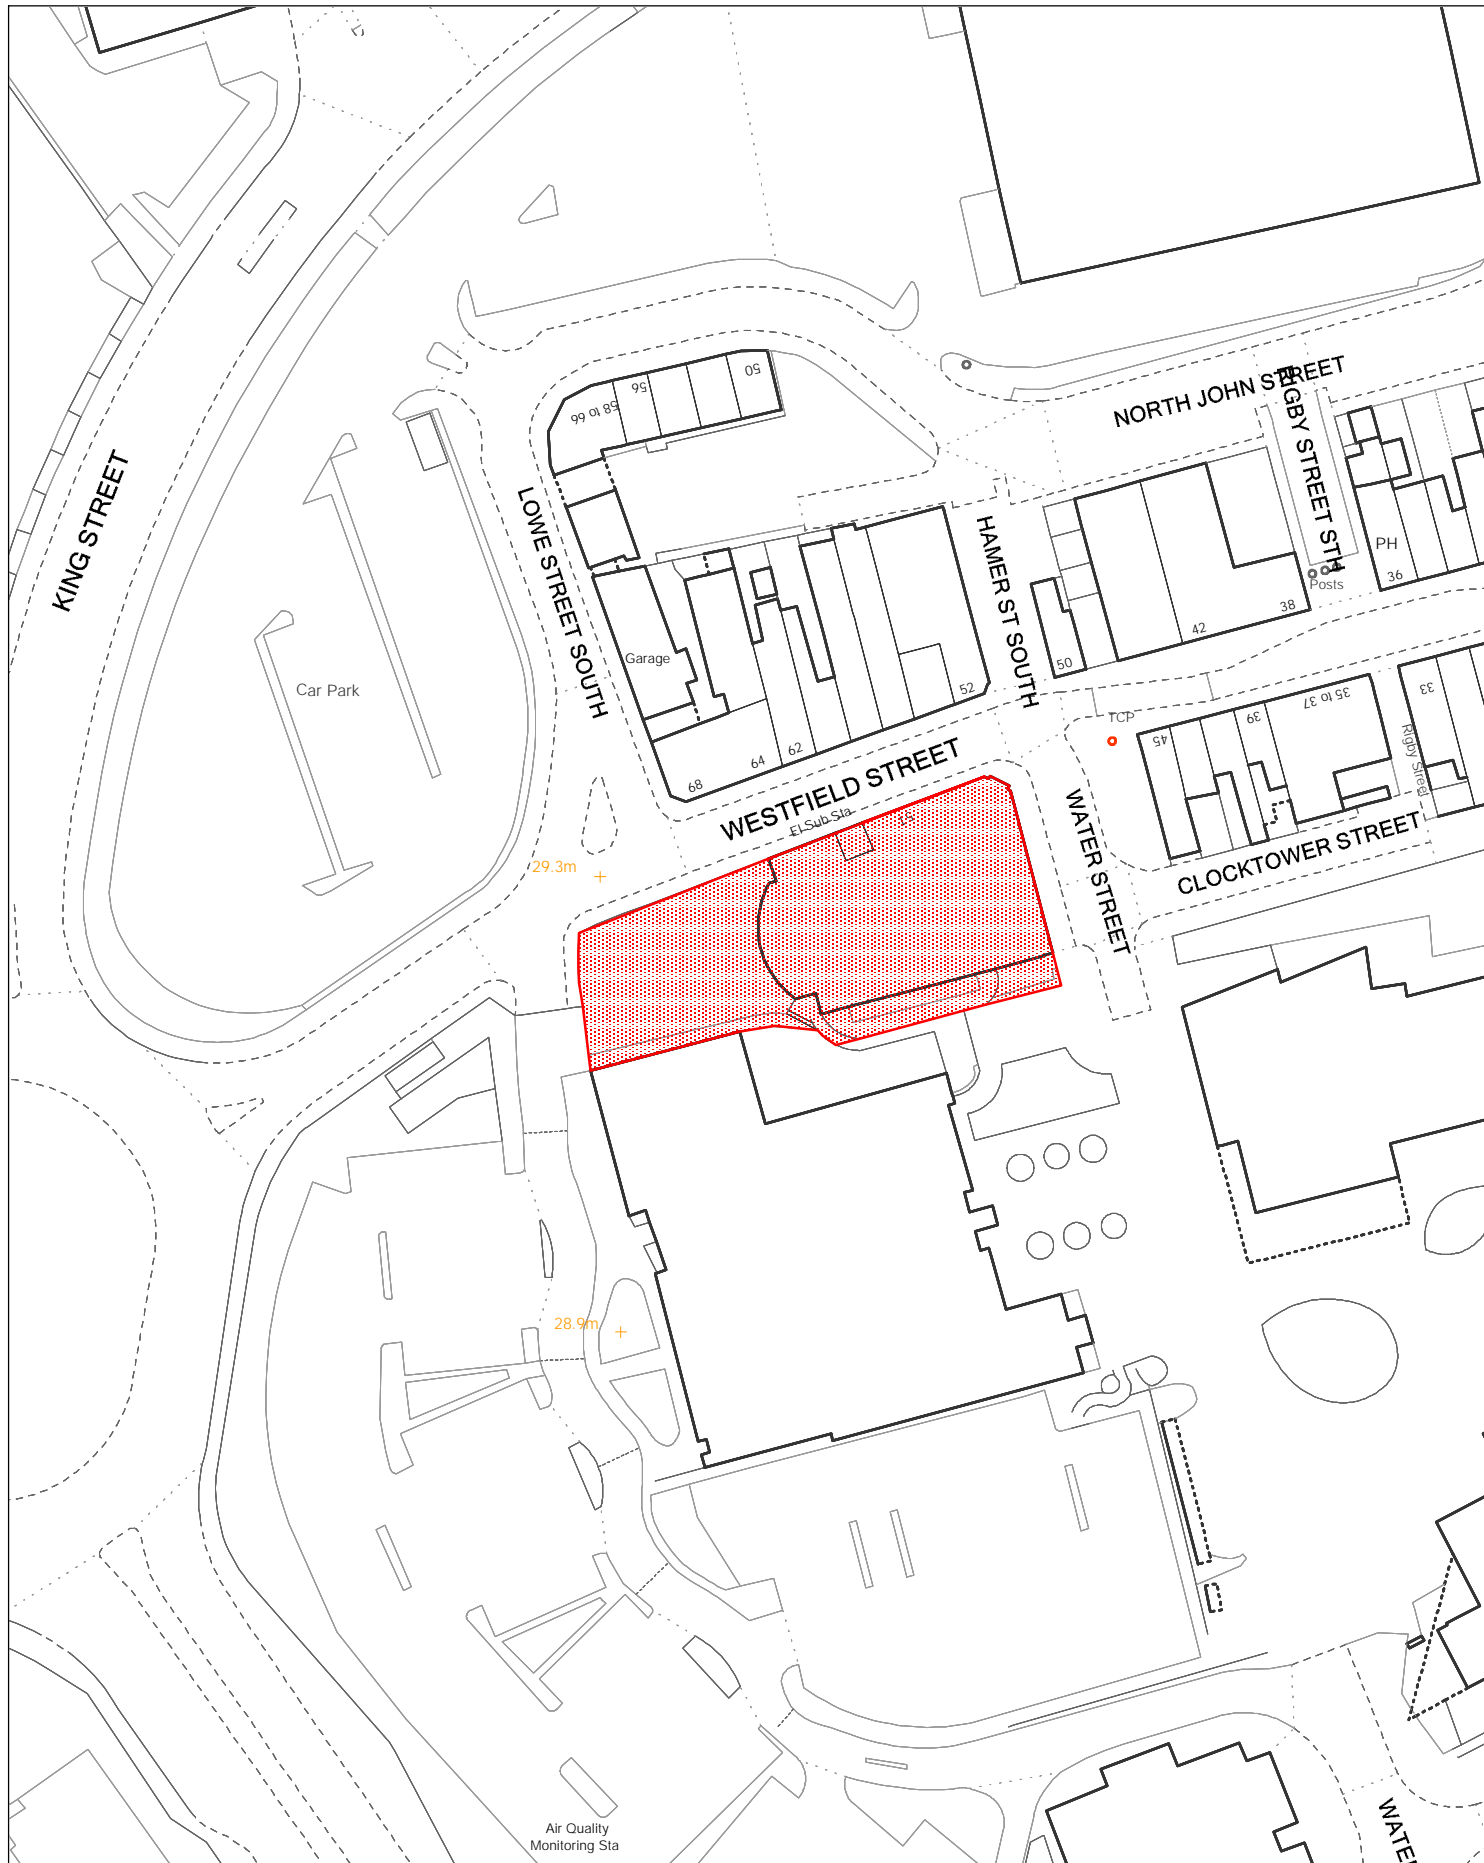 50
56
58 to 66
NORTH JOHN STREET
RIGBY STREET STH
KING STREET
LOWE STREET SOUTH
HAMER ST SOUTH
PH
36
Posts
38
42
50
Garage
Car Park
52
62
64
68
33
35 to 37
39
45
TCP
Rigby Street
WESTFIELD STREET
El Sub Sta
WATER STREET
CLOCKTOWER STREET
29.3m
28.9m
Air Quality
Monitoring Sta
WATE